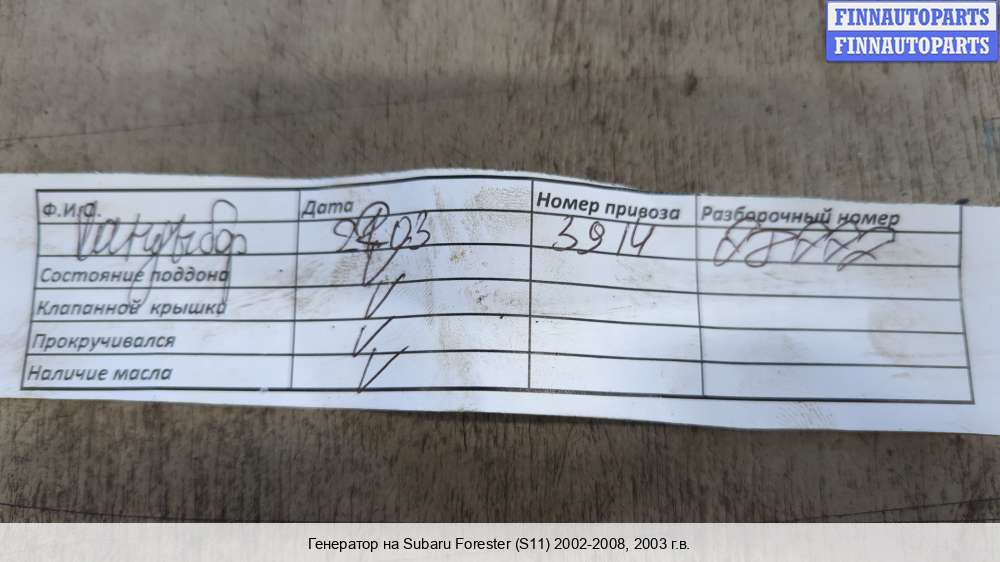 FINNAUTOPARTS
FINNAUTOPARTS
Ф.И.О. Дата Номер привоза Разборочный номер
03 3914
Состояние поддона
Клапанной крышки
Прокручивался
Наличие масла
Генератор на Subaru Forester (S11) 2002-2008, 2003 г.в.